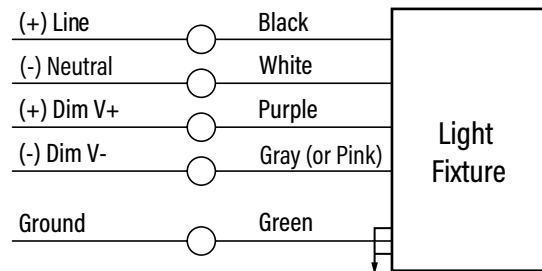 (+) Line Black
(-) Neutral White
(+) Dim V+ Purple
(-) Dim V- Gray (or Pink)
Ground Green
Light
Fixture